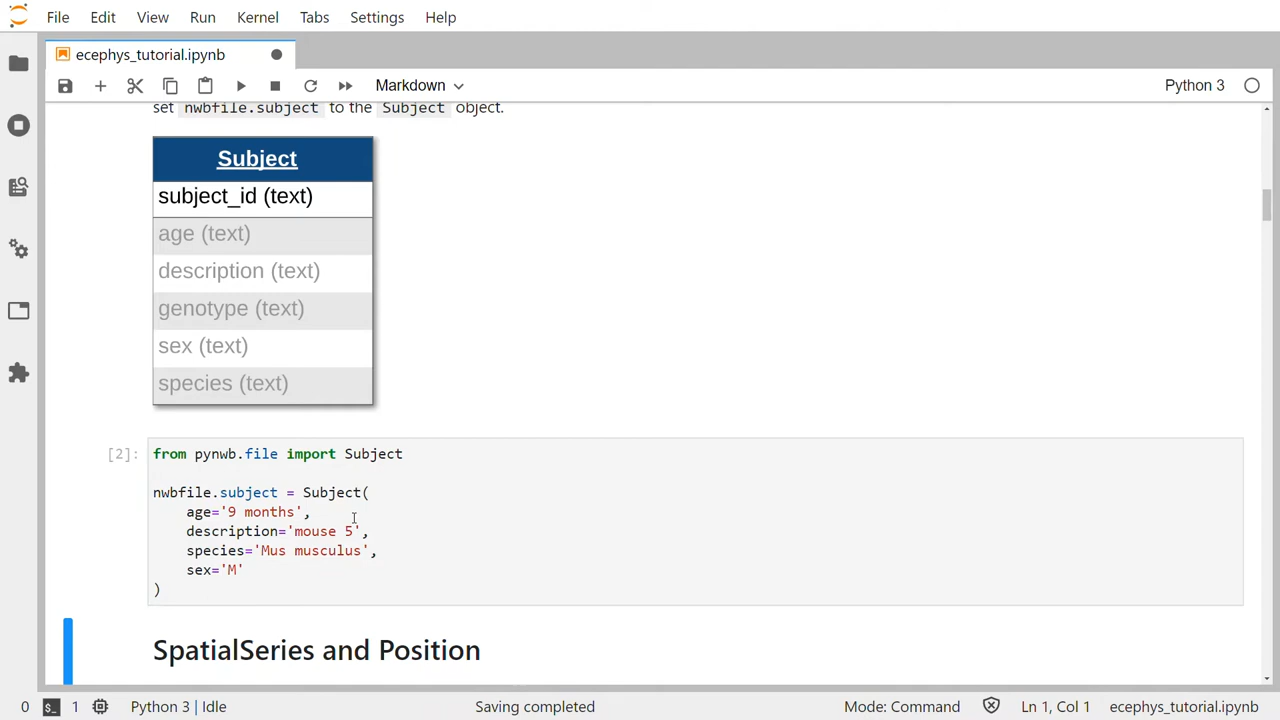 File Edit View Run Kernel Tabs Settings Help
ecephys_tutorial.ipynb
Markdown Python 3
set nwbfile.subject to the Subject object.
Subject
subject_id (text)
age (text)
description (text)
genotype (text)
sex (text)
species (text)
[2]: from pynwb.file import Subject
nwbfile.subject = Subject(
age='9 months',
description='mouse 5',
species='Mus musculus',
sex='M'
)
SpatialSeries and Position
0 $_ 1 Python 3 | Idle Saving completed Mode: Command Ln 1, Col 1 ecephys_tutorial.ipynb